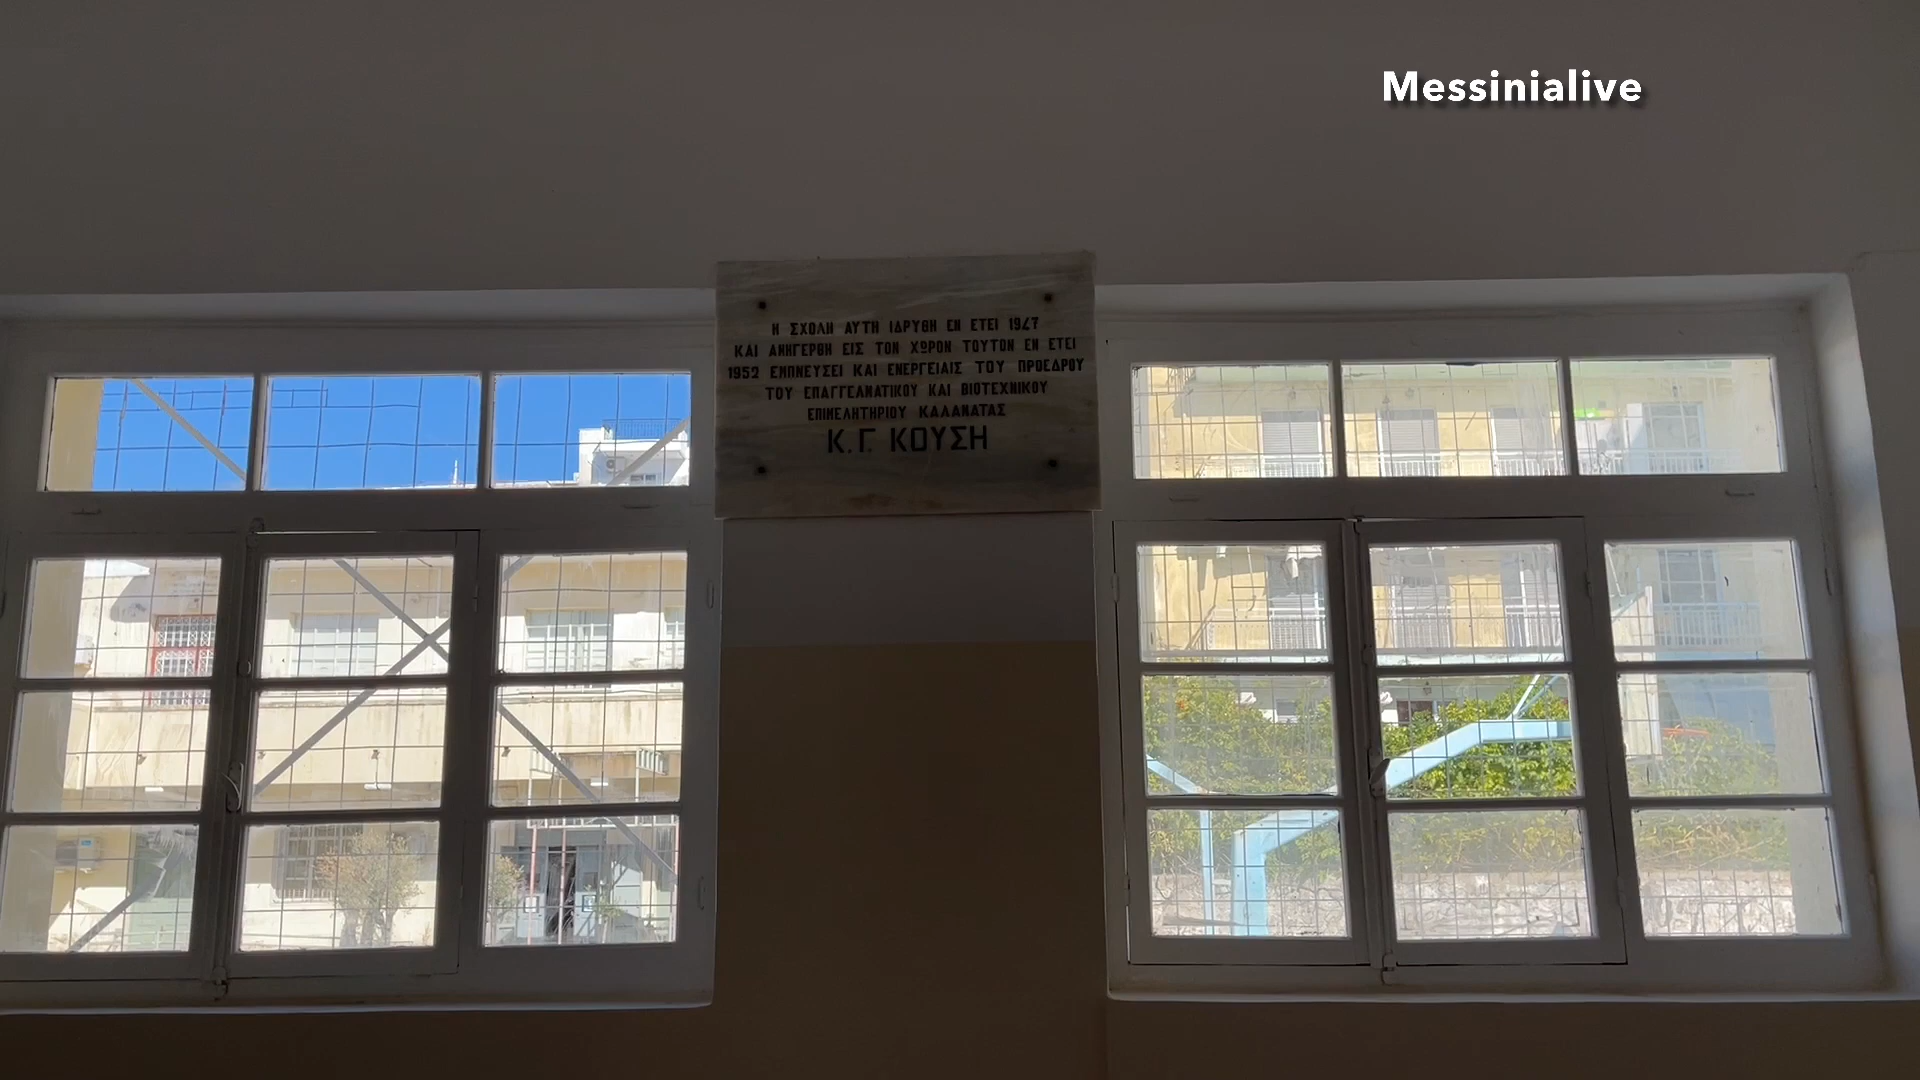 Messinialive
Η ΣΧΟΛΗ ΑΥΤΗ ΙΔΡΥΘΗ ΕΝ ΕΤΕΙ 1947
ΚΑΙ ΑΝΗΓΕΡΘΗ ΕΙΣ ΤΟΝ ΧΩΡΟΝ ΤΟΥΤΟΝ ΕΝ ΕΤΕΙ
1952 ΕΜΠΝΕΥΣΕΙ ΚΑΙ ΕΝΕΡΓΕΙΑΙΣ ΤΟΥ ΠΡΟΕΔΡΟΥ
ΤΟΥ ΕΠΑΓΓΕΛΜΑΤΙΚΟΥ ΚΑΙ ΒΙΟΤΕΧΝΙΚΟΥ
ΕΠΙΜΕΛΗΤΗΡΙΟΥ ΚΑΛΑΜΑΤΑΣ
Κ. Γ. ΚΟΥΣΗ